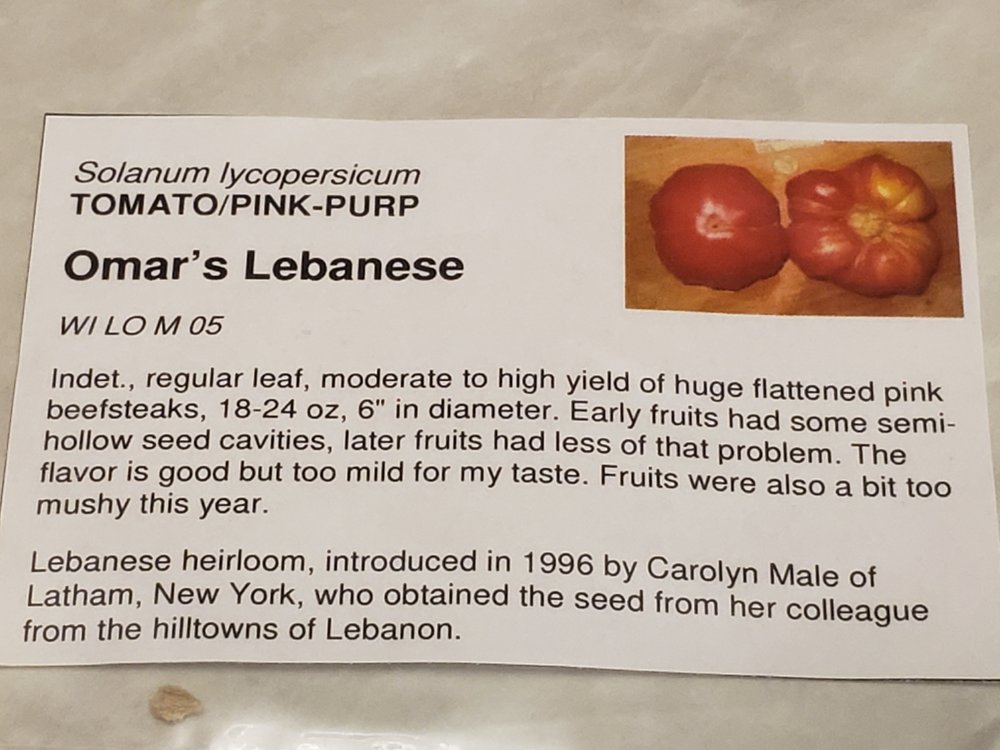 Solanum lycopersicum
TOMATO/PINK-PURP
Omar's Lebanese
WI LO M 05
Indet., regular leaf, moderate to high yield of huge flattened pink
beefsteaks, 18-24 oz, 6" in diameter. Early fruits had some semi-
hollow seed cavities, later fruits had less of that problem. The
flavor is good but too mild for my taste. Fruits were also a bit too
mushy this year.
Lebanese heirloom, introduced in 1996 by Carolyn Male of
Latham, New York, who obtained the seed from her colleague
from the hilltowns of Lebanon.